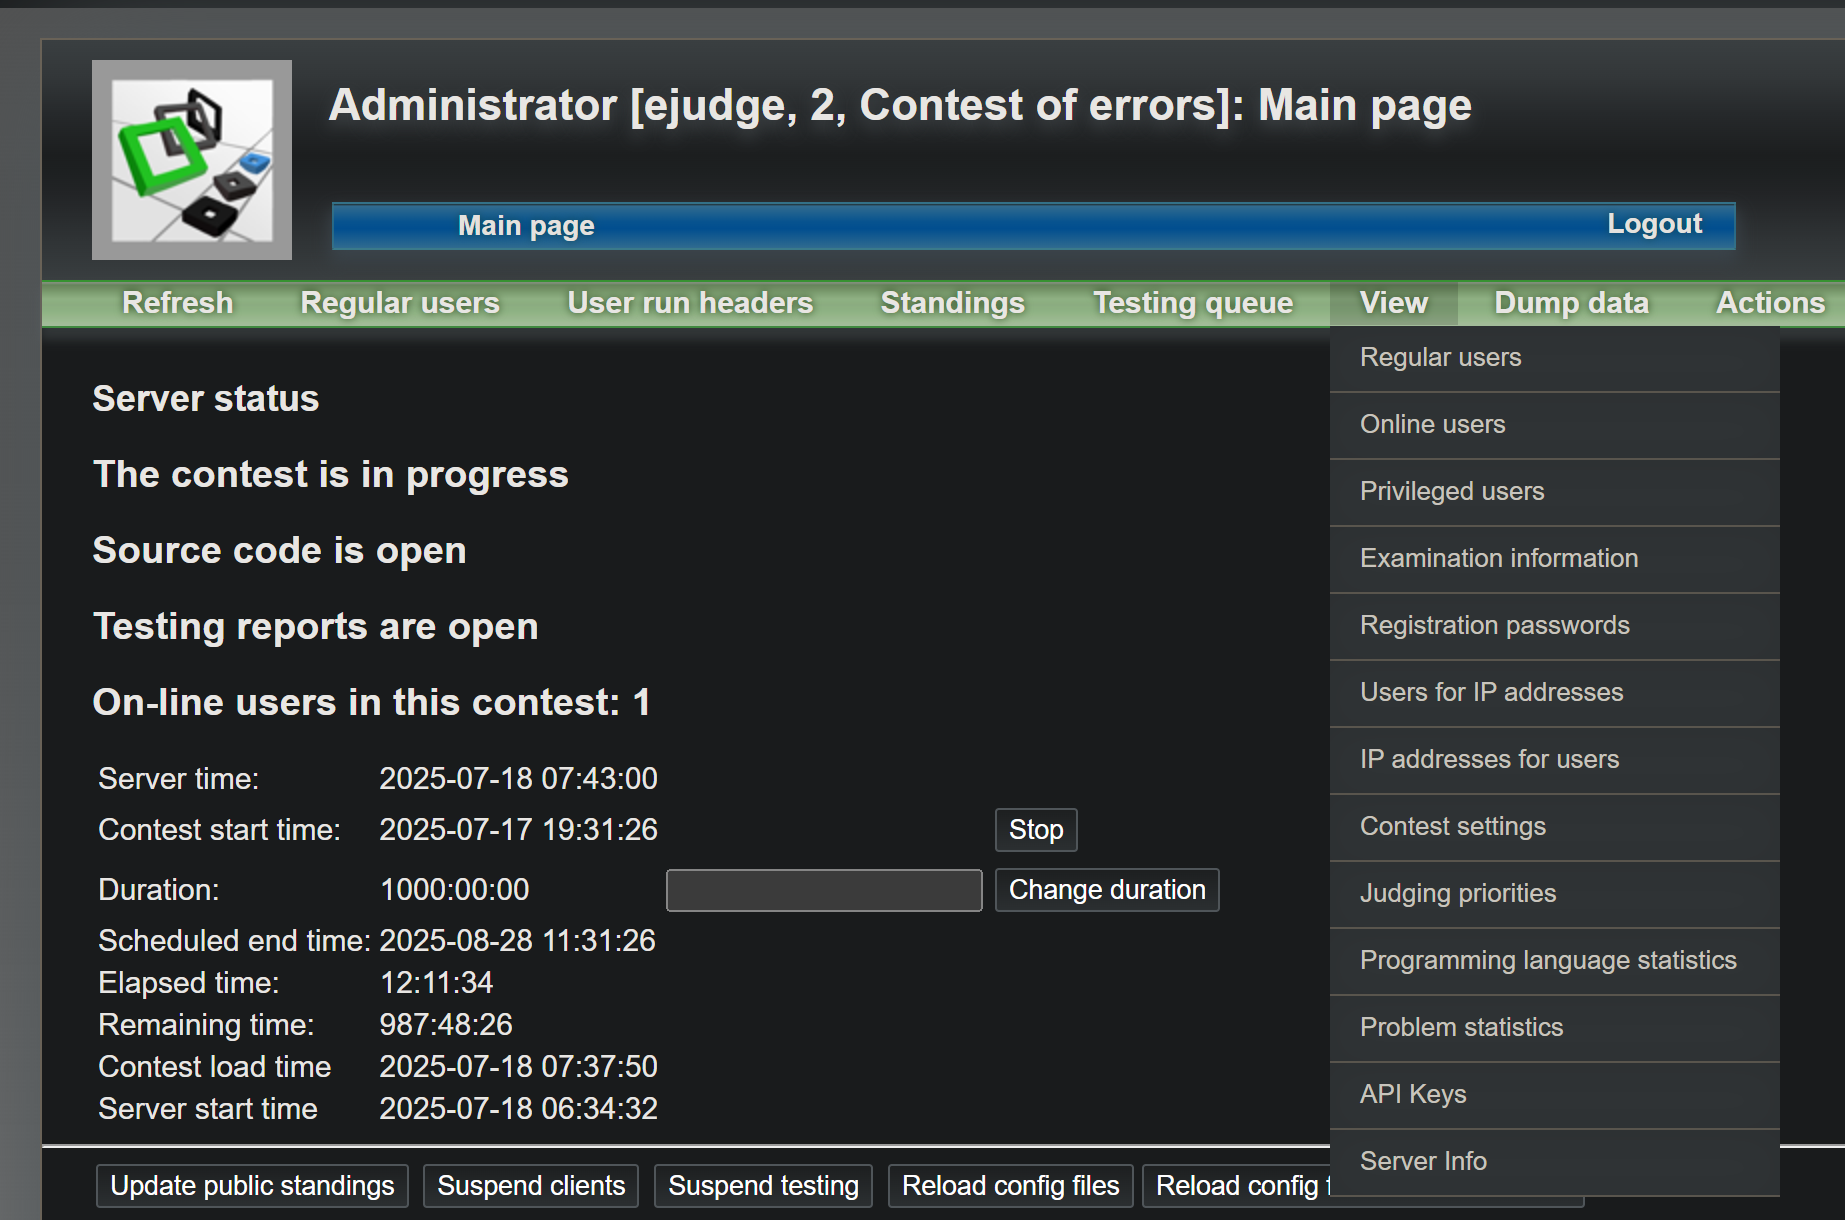 Administrator [ejudge, 2, Contest of errors]: Main page
Main page Logout
Refresh Regular users User run headers Standings Testing queue View Dump data Actions
Regular users
Online users
Privileged users
Examination information
Registration passwords
Users for IP addresses
IP addresses for users
Contest settings
Judging priorities
Programming language statistics
Problem statistics
API Keys
Server Info
Server status
The contest is in progress
Source code is open
Testing reports are open
On-line users in this contest: 1
Server time: 2025-07-18 07:43:00
Contest start time: 2025-07-17 19:31:26 Stop
Duration: 1000:00:00 Change duration
Scheduled end time: 2025-08-28 11:31:26
Elapsed time: 12:11:34
Remaining time: 987:48:26
Contest load time 2025-07-18 07:37:50
Server start time 2025-07-18 06:34:32
Update public standings Suspend clients Suspend testing Reload config files Reload config